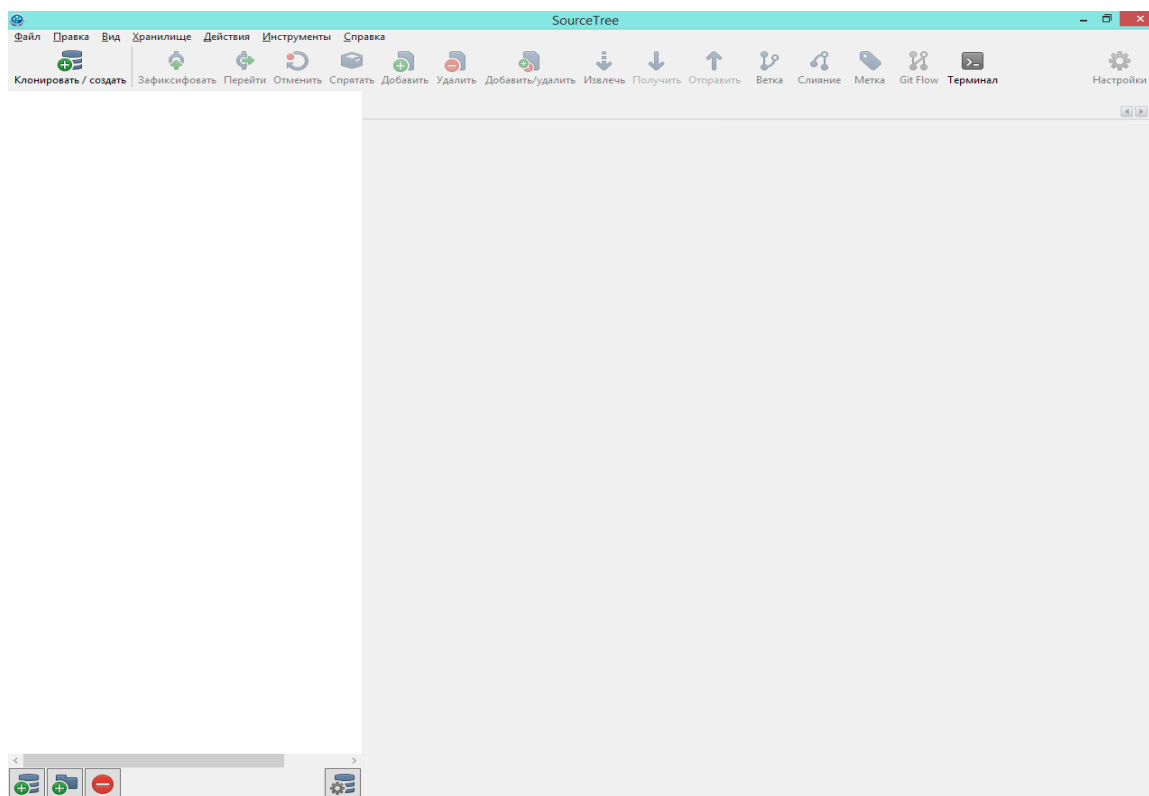 SourceTree
Файл Правка Вид Хранилище Действия Инструменты Справка
Клонировать / создать Зафиксифовать Перейти Отменить Спрятать Добавить Удалить Добавить/удалить Извлечь Получить Отправить Ветка Слияние Метка Git Flow Терминал Настройки